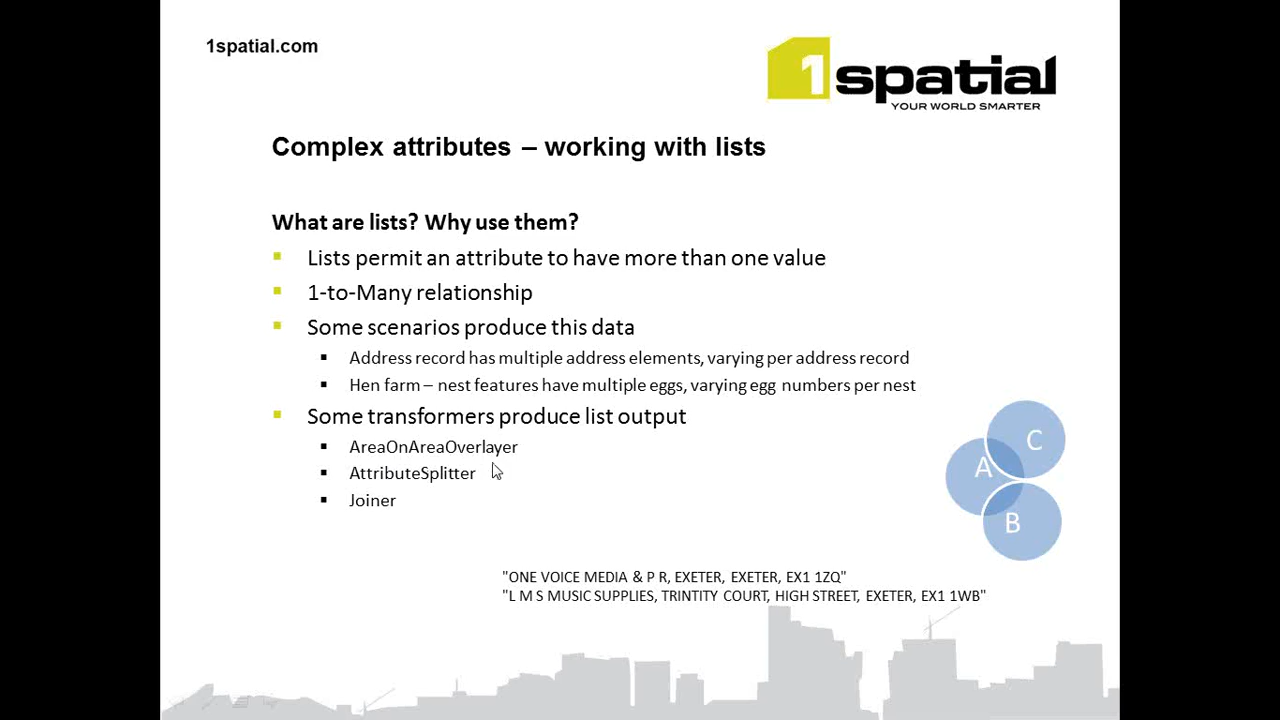 1spatial.com
1spatial
YOUR WORLD SMARTER
Complex attributes – working with lists
What are lists? Why use them?
Lists permit an attribute to have more than one value
1-to-Many relationship
Some scenarios produce this data
Address record has multiple address elements, varying per address record
Hen farm – nest features have multiple eggs, varying egg numbers per nest
Some transformers produce list output
AreaOnAreaOverlayer
AttributeSplitter
Joiner
C
A
B
"ONE VOICE MEDIA & P R, EXETER, EXETER, EX1 1ZQ"
"L M S MUSIC SUPPLIES, TRINTITY COURT, HIGH STREET, EXETER, EX1 1WB"